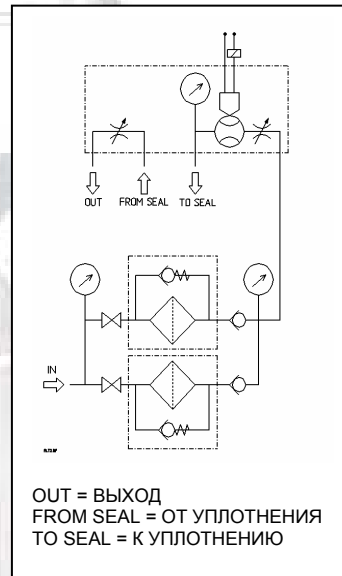 OUT
FROM SEAL
TO SEAL
IN
OUT = ВЫХОД
FROM SEAL = ОТ УПЛОТНЕНИЯ
TO SEAL = К УПЛОТНЕНИЮ